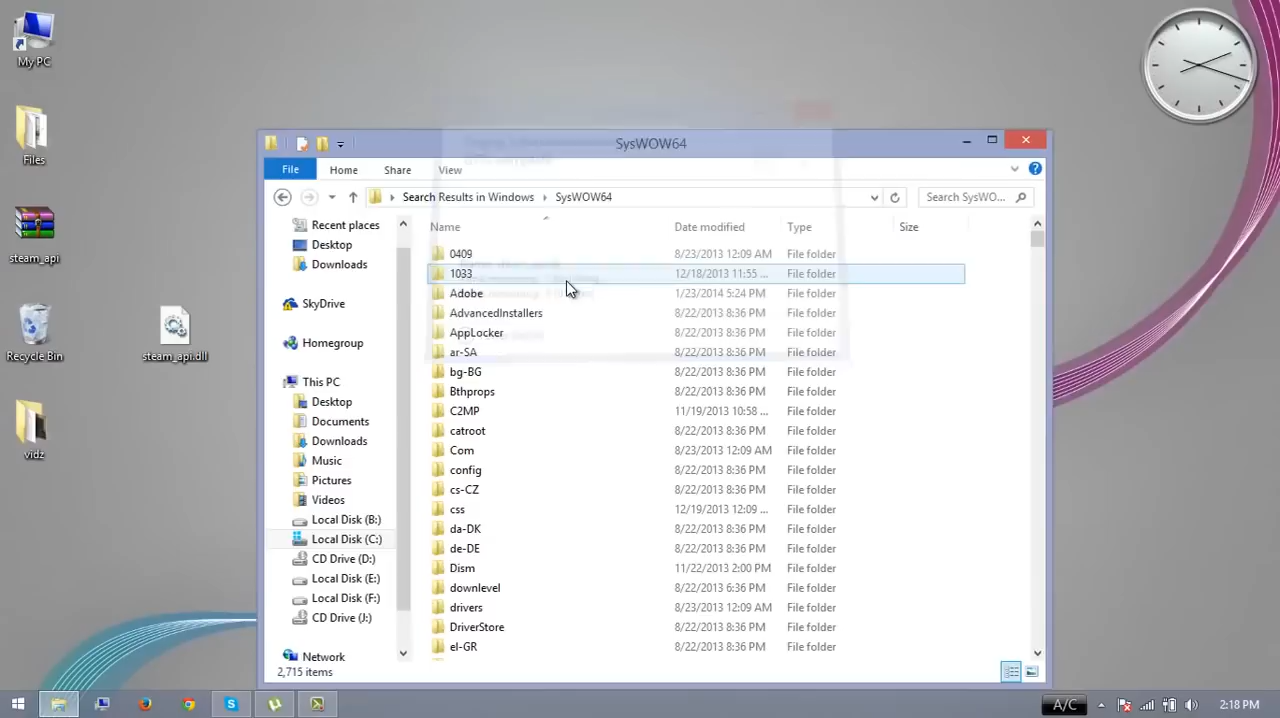 My PC
Files
steam_api
Recycle Bin
steam_api.dll
vidz
SysWOW64
File
Home
Share
View
Search Results in Windows
SysWOW64
Search SysWO...
Recent places
Desktop
Downloads
SkyDrive
Homegroup
This PC
Desktop
Documents
Downloads
Music
Pictures
Videos
Local Disk (B:)
Local Disk (C:)
CD Drive (D:)
Local Disk (E:)
Local Disk (F:)
CD Drive (J:)
Network
Name Date modified Type Size
0409 8/23/2013 12:09 AM File folder
1033 12/18/2013 11:55 ... File folder
Adobe 1/23/2014 5:24 PM File folder
AdvancedInstallers 8/22/2013 8:36 PM File folder
AppLocker 8/22/2013 8:36 PM File folder
ar-SA 8/22/2013 8:36 PM File folder
bg-BG 8/22/2013 8:36 PM File folder
Bthprops 8/22/2013 8:36 PM File folder
C2MP 11/19/2013 10:58 ... File folder
catroot 8/22/2013 8:36 PM File folder
Com 8/23/2013 12:09 AM File folder
config 8/22/2013 8:36 PM File folder
cs-CZ 8/22/2013 8:36 PM File folder
css 12/19/2013 12:09 ... File folder
da-DK 8/22/2013 8:36 PM File folder
de-DE 8/22/2013 8:36 PM File folder
Dism 11/22/2013 2:00 PM File folder
downlevel 8/22/2013 6:36 PM File folder
drivers 8/23/2013 12:09 AM File folder
DriverStore 8/22/2013 8:36 PM File folder
el-GR 8/22/2013 8:36 PM File folder
2,715 items
A/C
2:18 PM